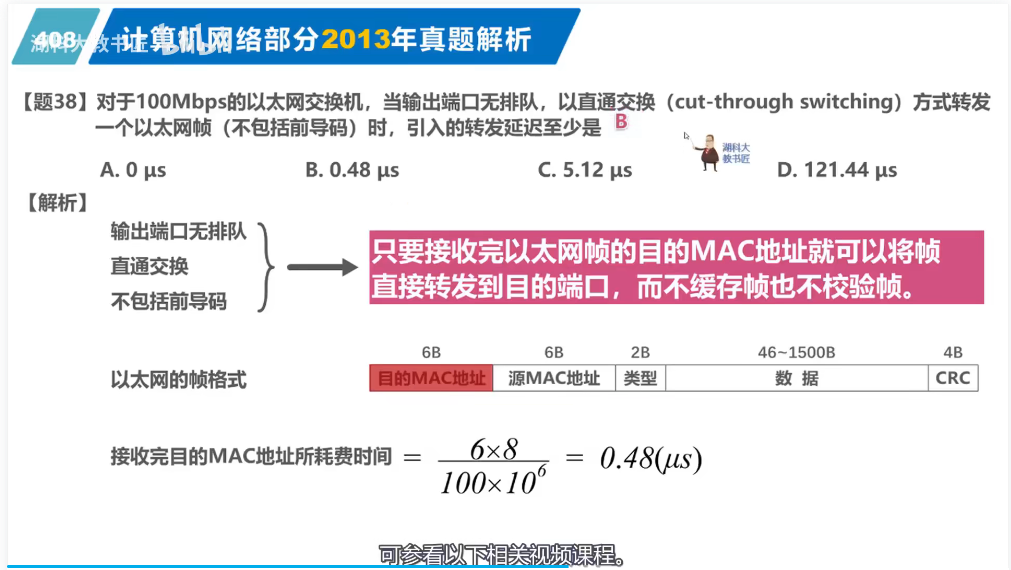 408 计算机网络部分2013年真题解析
湖科大教书匠 bilibili
【题38】对于100Mbps的以太网交换机，当输出端口无排队，以直通交换（cut-through switching）方式转发
一个以太网帧（不包括前导码）时，引入的转发延迟至少是 B
湖科大
教书匠
A. 0 μs B. 0.48 μs C. 5.12 μs D. 121.44 μs
【解析】
输出端口无排队
直通交换
不包括前导码
只要接收完以太网帧的目的MAC地址就可以将帧
直接转发到目的端口，而不缓存帧也不校验帧。
6B 6B 2B 46~1500B 4B
以太网的帧格式 目的MAC地址 源MAC地址 类型 数 据 CRC
接收完目的MAC地址所耗费时间 = 6×8 / 100×10⁶ = 0.48(μs)
可参看以下相关视频课程。